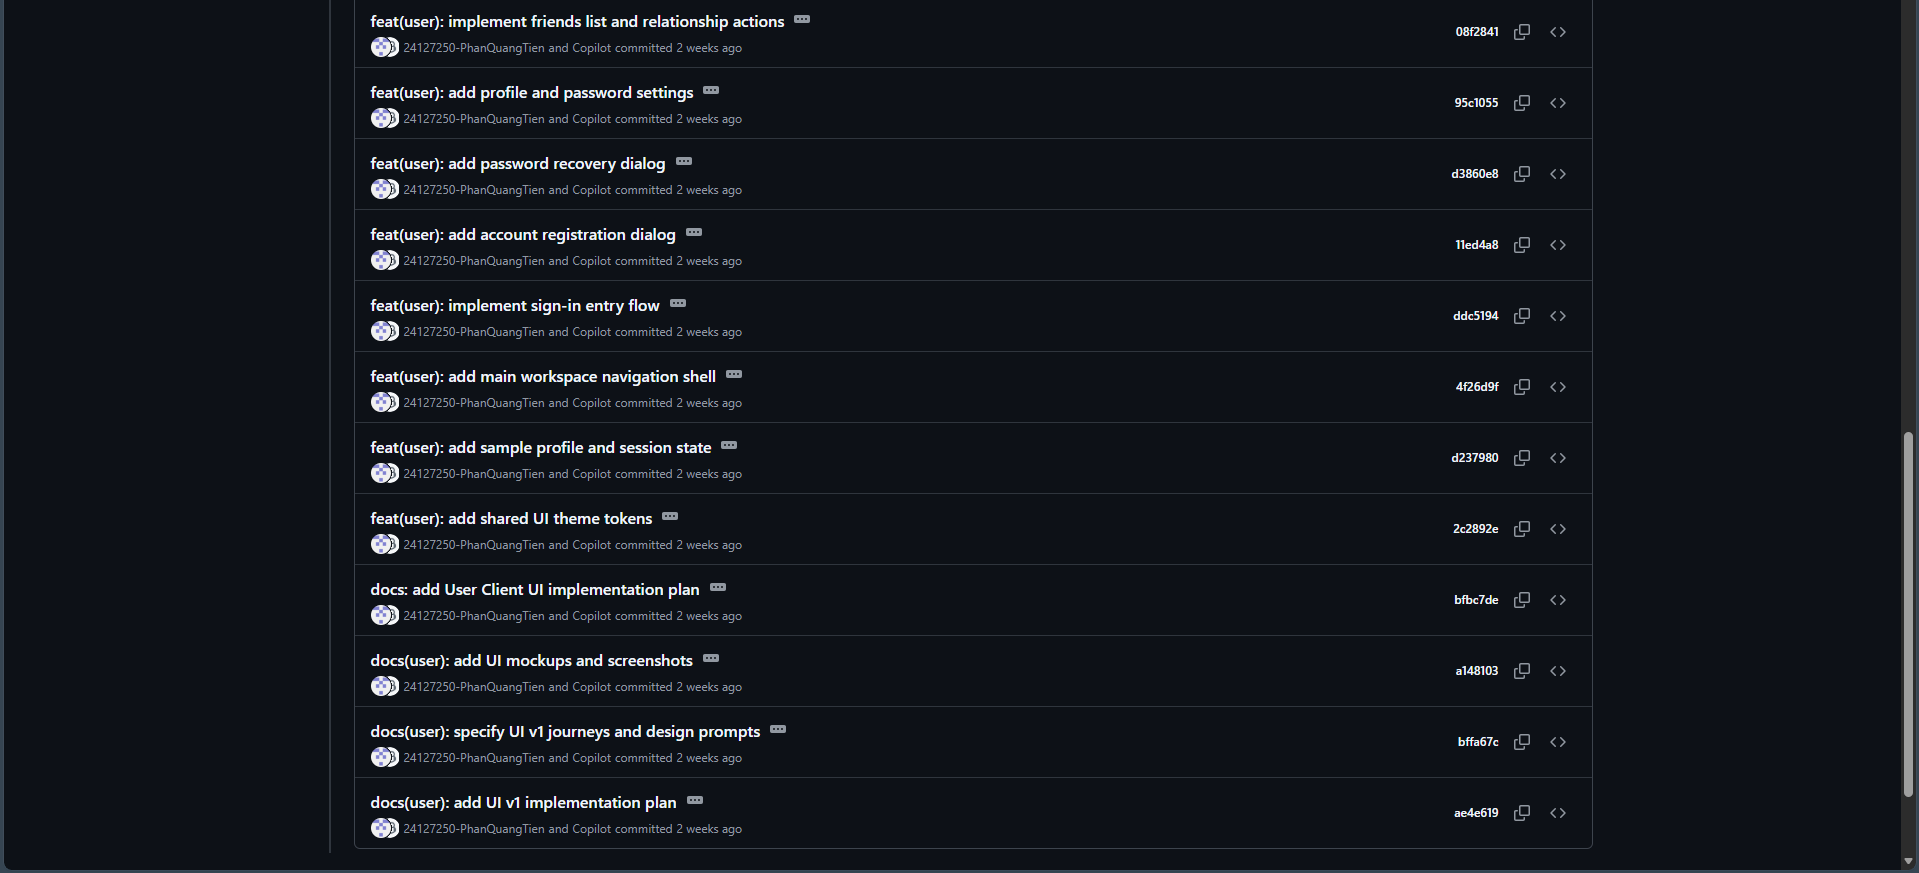 feat(user): implement friends list and relationship actions
24127250-PhanQuangTien and Copilot committed 2 weeks ago
08f2841
feat(user): add profile and password settings
24127250-PhanQuangTien and Copilot committed 2 weeks ago
95c1055
feat(user): add password recovery dialog
24127250-PhanQuangTien and Copilot committed 2 weeks ago
d3860e8
feat(user): add account registration dialog
24127250-PhanQuangTien and Copilot committed 2 weeks ago
11ed4a8
feat(user): implement sign-in entry flow
24127250-PhanQuangTien and Copilot committed 2 weeks ago
ddc5194
feat(user): add main workspace navigation shell
24127250-PhanQuangTien and Copilot committed 2 weeks ago
4f26d9f
feat(user): add sample profile and session state
24127250-PhanQuangTien and Copilot committed 2 weeks ago
d237980
feat(user): add shared UI theme tokens
24127250-PhanQuangTien and Copilot committed 2 weeks ago
2c2892e
docs: add User Client UI implementation plan
24127250-PhanQuangTien and Copilot committed 2 weeks ago
bfbc7de
docs(user): add UI mockups and screenshots
24127250-PhanQuangTien and Copilot committed 2 weeks ago
a148103
docs(user): specify UI v1 journeys and design prompts
24127250-PhanQuangTien and Copilot committed 2 weeks ago
bffa67c
docs(user): add UI v1 implementation plan
24127250-PhanQuangTien and Copilot committed 2 weeks ago
ae4e619